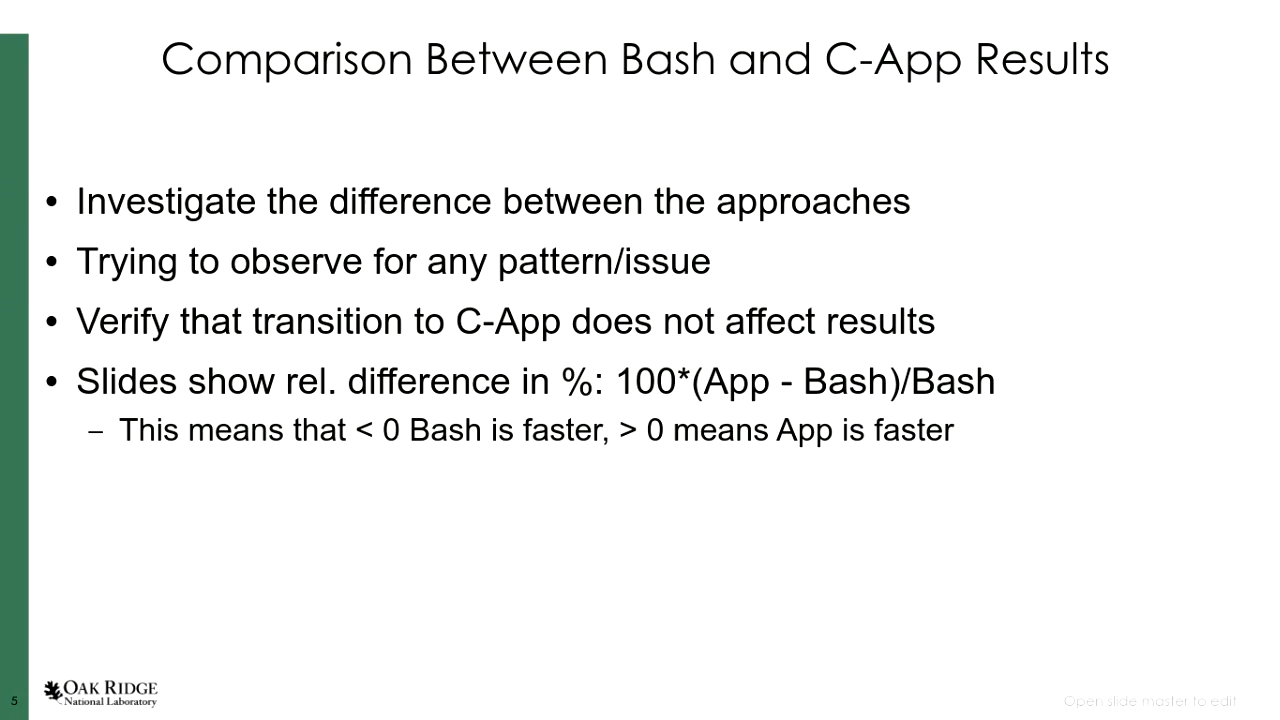 Comparison Between Bash and C-App Results
• Investigate the difference between the approaches
• Trying to observe for any pattern/issue
• Verify that transition to C-App does not affect results
• Slides show rel. difference in %: 100*(App - Bash)/Bash
– This means that < 0 Bash is faster, > 0 means App is faster
5
OAK RIDGE
National Laboratory
Open slide master to edit